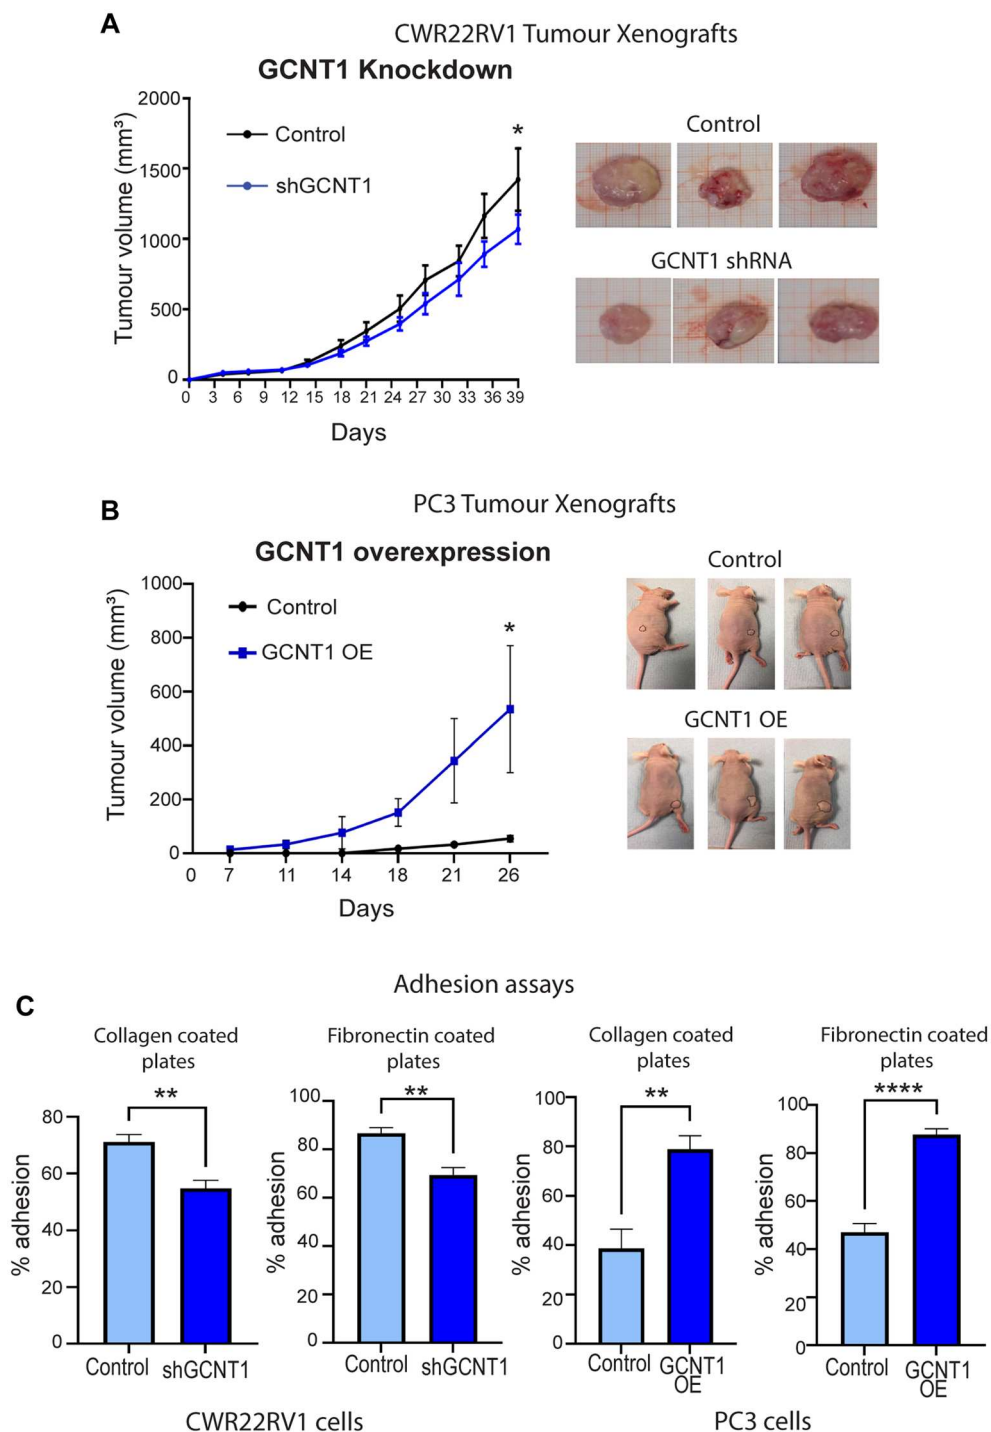 A
CWR22RV1 Tumour Xenografts
GCNT1 Knockdown
Tumour volume (mm³)
2000
1500
1000
500
0
Control
shGCNT1
*
0 3 6 9 12 15 18 21 24 27 30 33 36 39
Days
Control
GCNT1 shRNA
B
PC3 Tumour Xenografts
GCNT1 overexpression
Tumour volume (mm³)
1000
800
600
400
200
0
Control
GCNT1 OE
*
0 7 11 14 18 21 26
Days
Control
GCNT1 OE
C
Adhesion assays
Collagen coated
plates
**
% adhesion
80
60
40
20
0
Control shGCNT1
Fibronectin coated
plates
**
% adhesion
100
80
60
40
20
0
Control shGCNT1
CWR22RV1 cells
Collagen coated
plates
**
% adhesion
100
80
60
40
20
0
Control GCNT1
OE
Fibronectin coated
plates
****
% adhesion
100
80
60
40
20
0
Control GCNT1
OE
PC3 cells